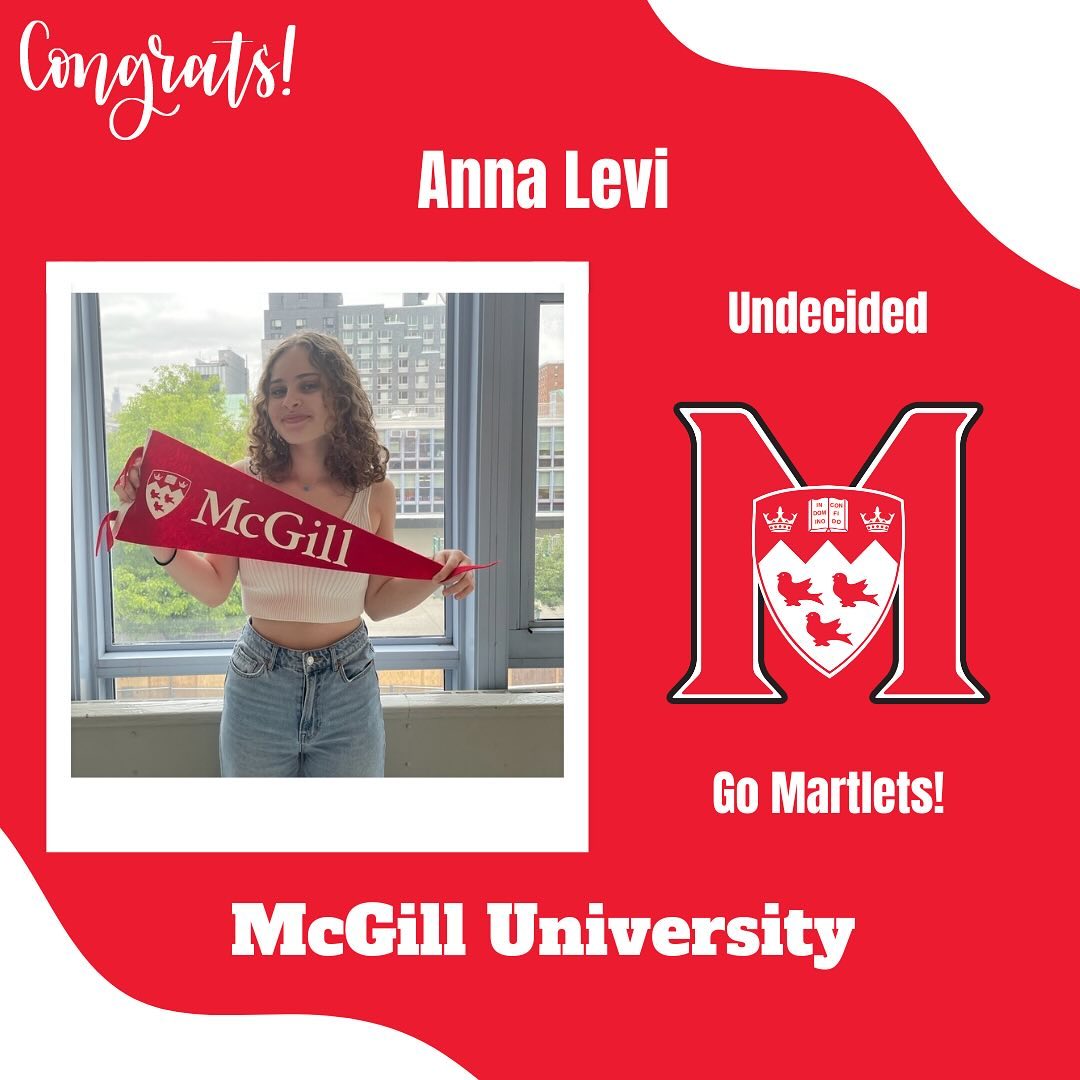 Congrats!
Anna Levi
Undecided
McGill
IN
DOM
INO
CON
FI
DO
Go Martlets!
McGill University